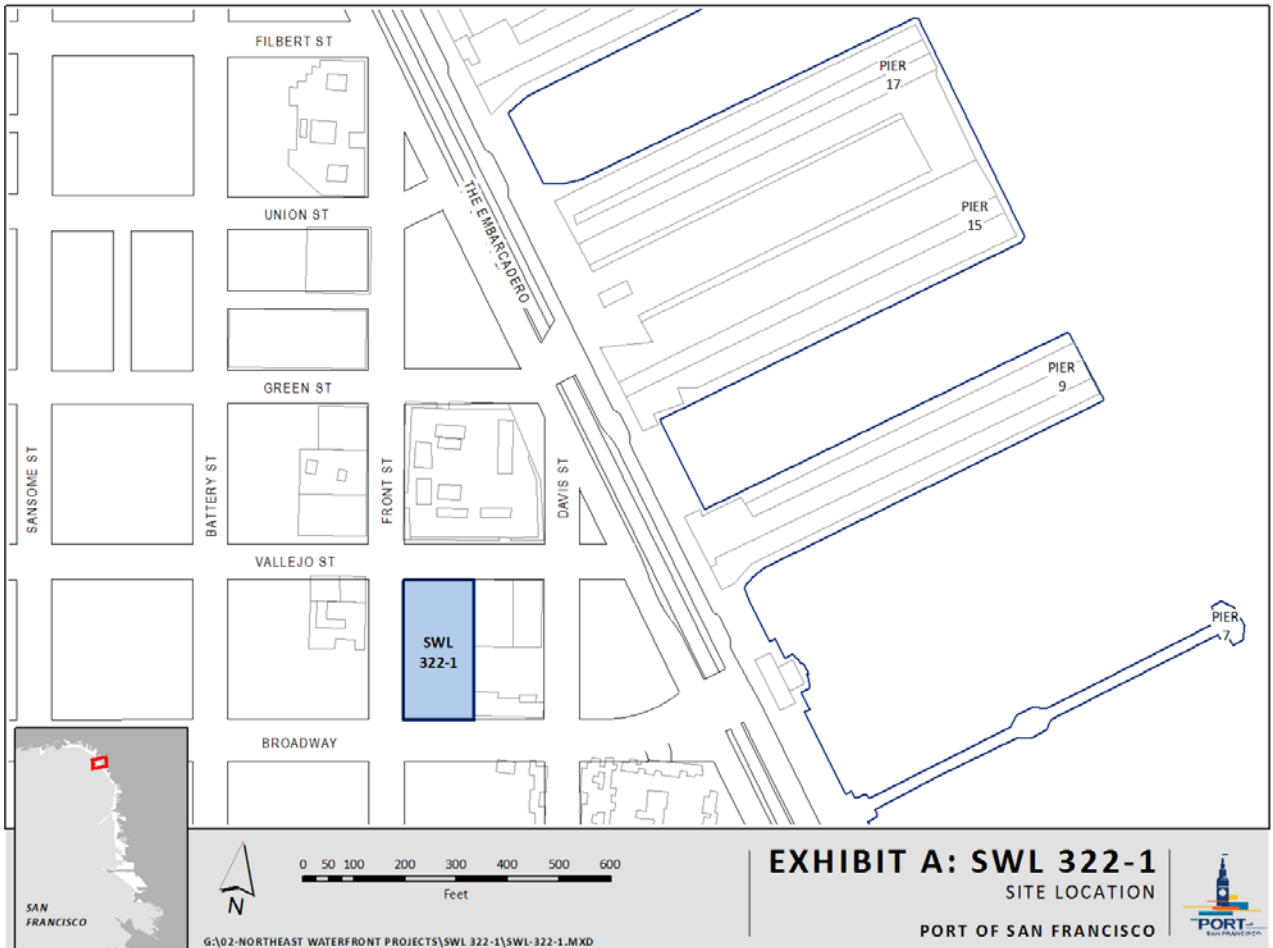 FILBERT ST
PIER
17
THE EMBARCADERO
UNION ST
PIER
15
GREEN ST
PIER
9
SANSOME ST
BATTERY ST
FRONT ST
DAVIS ST
VALLEJO ST
SWL
322-1
PIER
7
BROADWAY
SAN
FRANCISCO
N
0 50 100 200 300 400 500 600
Feet
G:\02-NORTHEAST WATERFRONT PROJECTS\SWL 322-1\SWL-322-1.MXD
EXHIBIT A: SWL 322-1
SITE LOCATION
PORT OF SAN FRANCISCO
PORT
SAN FRANCISCO